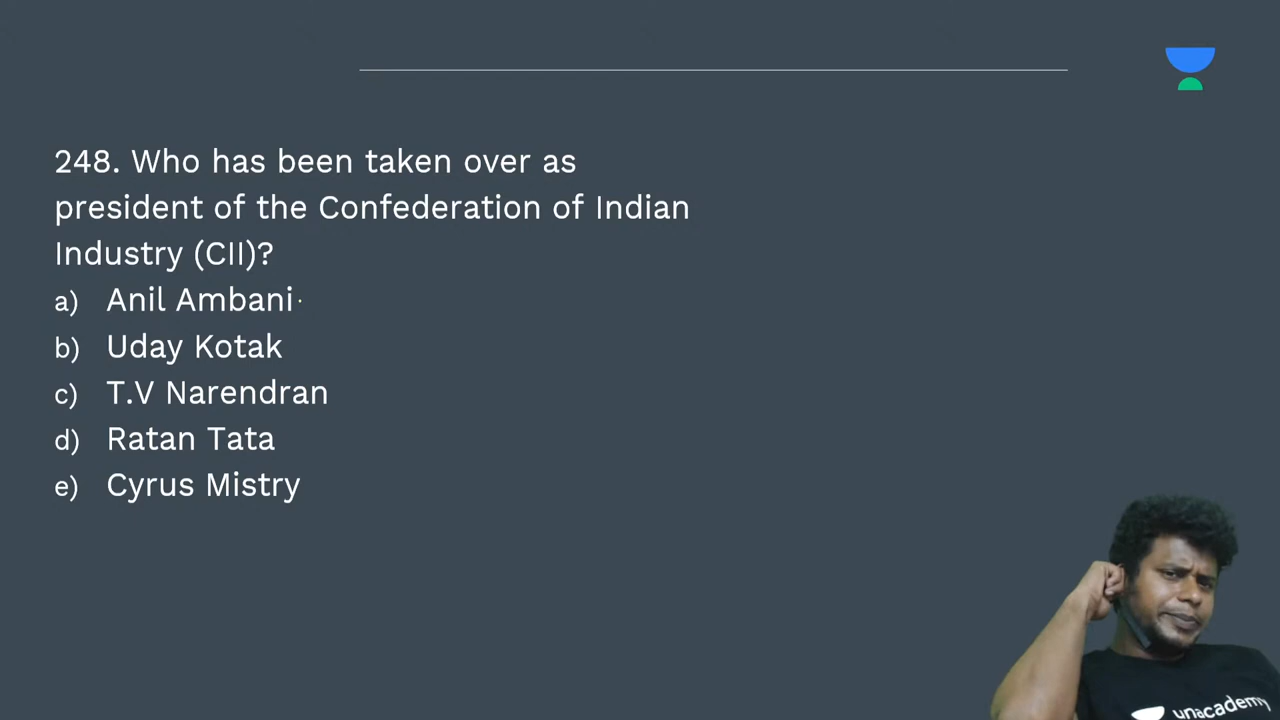 248. Who has been taken over as
president of the Confederation of Indian
Industry (CII)?
a) Anil Ambani
b) Uday Kotak
c) T.V Narendran
d) Ratan Tata
e) Cyrus Mistry
unacademy